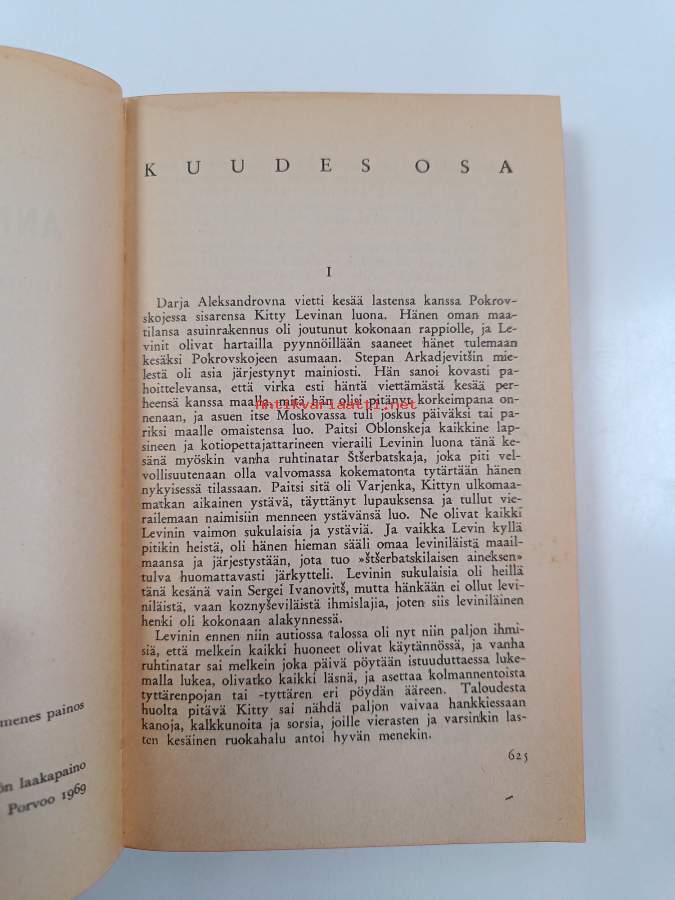 AN
menes painos
ön laakapaino
Porvoo 1969
KUUDES OSA
I
Darja Aleksandrovna vietti kesää lastensa kanssa Pokrov-
skojessa sisarensa Kitty Levinan luona. Hänen oman maa-
tilansa asuinrakennus oli joutunut kokonaan rappiolle, ja Le-
vinit olivat hartailla pyynnöillään saaneet hänet tulemaan
kesäksi Pokrovskojeen asumaan. Stepan Arkadjevitšin mie-
lestä oli asia järjestynyt mainiosti. Hän sanoi kovasti pa-
hoittelevansa, että virka esti häntä viettämästä kesää per-
heensä kanssa maalla, mitä hän olisi pitänyt korkeimpana on-
Antikvariaatti.net
nenaan, ja asuen itse Moskovassa tuli joskus päiväksi tai pa-
riksi maalle omaistensa luo. Paitsi Oblonskeja kaikkine lap-
sineen ja kotiopettajattarineen vieraili Levinin luona tänä ke-
sänä myöskin vanha ruhtinatar Štšerbatskaja, joka piti vel-
vollisuutenaan olla valvomassa kokematonta tytärtään hänen
nykyisessä tilassaan. Paitsi sitä oli Varjenka, Kittyn ulkomaa-
matkan aikainen ystävä, täyttänyt lupauksensa ja tullut vie-
railemaan naimisiin menneen ystävänsä luo. Ne olivat kaikki
Levinin vaimon sukulaisia ja ystäviä. Ja vaikka Levin kyllä
pitikin heistä, oli hänen hieman sääli omaa leviniläistä maail-
maansa ja järjestystään, jota tuo »štšerbatskilaisen aineksen»
tulva huomattavasti järkytteli. Levinin sukulaisia oli heillä
tänä kesänä vain Sergei Ivanovitš, mutta hänkään ei ollut levi-
niläistä, vaan koznyševiläistä ihmislajia, joten siis leviniläinen
henki oli kokonaan alakynnessä.
Levinin ennen niin autiossa talossa oli nyt niin paljon ihmi-
siä, että melkein kaikki huoneet olivat käytännössä, ja vanha
ruhtinatar sai melkein joka päivä pöytään istuuduttaessa luke-
malla lukea, olivatko kaikki läsnä, ja asettaa kolmannentoista
tyttärenpojan tai -tyttären eri pöydän ääreen. Taloudesta
huolta pitävä Kitty sai nähdä paljon vaivaa hankkiessaan
kanoja, kalkkunoita ja sorsia, joille vierasten ja varsinkin las-
ten kesäinen ruokahalu antoi hyvän menekin.
625